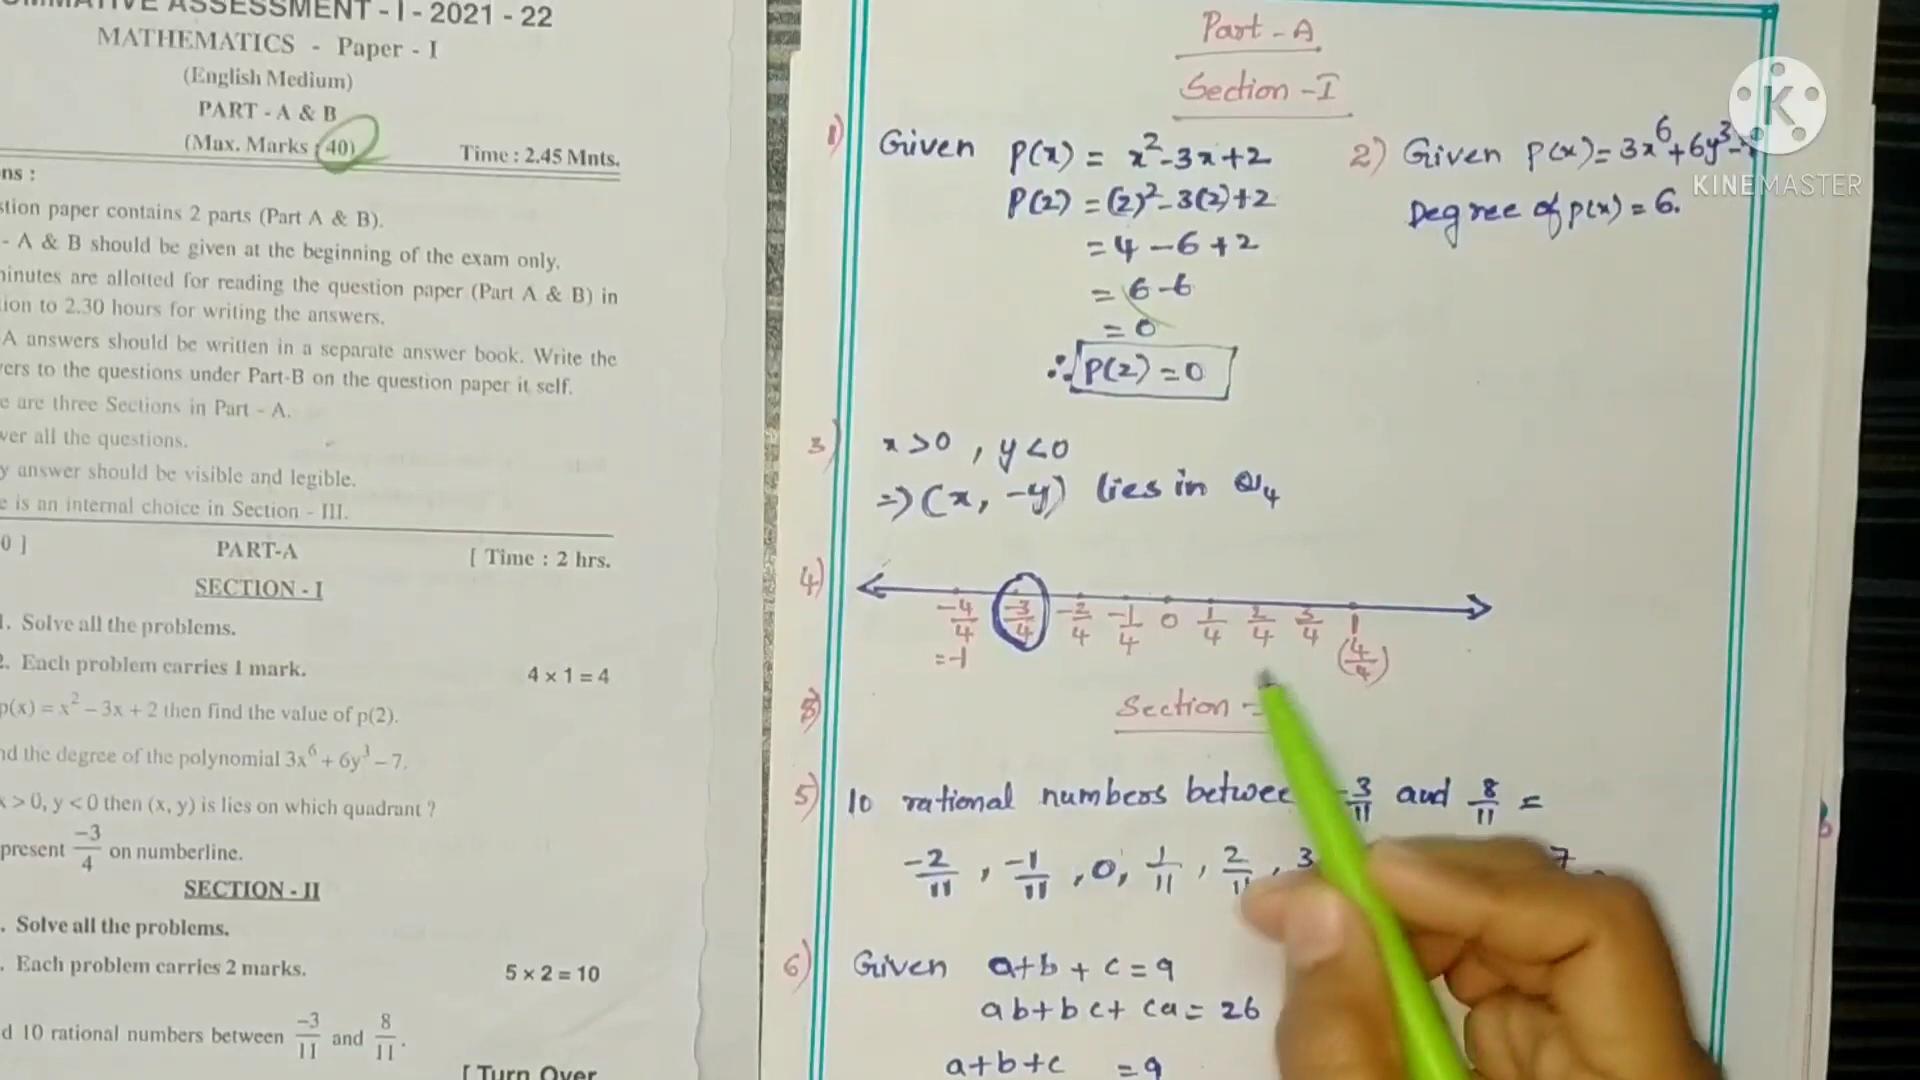 ASSESSMENT - I - 2021 - 22
MATHEMATICS - Paper - I
(English Medium)
PART - A & B
(Max. Marks : 40) Time : 2.45 Mnts.
ns :
stion paper contains 2 parts (Part A & B).
- A & B should be given at the beginning of the exam only.
ninutes are allotted for reading the question paper (Part A & B) in
ion to 2.30 hours for writing the answers.
A answers should be written in a separate answer book. Write the
vers to the questions under Part-B on the question paper it self.
e are three Sections in Part - A.
wer all the questions.
y answer should be visible and legible.
e is an internal choice in Section - III.
0 ] PART-A [ Time : 2 hrs.
SECTION - I
1. Solve all the problems.
2. Each problem carries 1 mark. 4 × 1 = 4
p(x) = x² – 3x + 2 then find the value of p(2).
nd the degree of the polynomial 3x⁶ + 6y³ – 7.
x > 0, y < 0 then (x, y) is lies on which quadrant ?
present -3/4 on numberline.
SECTION - II
. Solve all the problems.
. Each problem carries 2 marks. 5 × 2 = 10
d 10 rational numbers between -3/11 and 8/11.
[ Turn Over
Part - A
Section - I
1) Given P(x) = x² - 3x + 2
P(2) = (2)² - 3(2) + 2
= 4 - 6 + 2
= 6 - 6
= 0
∴ P(2) = 0
2) Given P(x) = 3x⁶ + 6y³ -
Degree of p(x) = 6.
3) x > 0 , y < 0
⇒ (x, -y) lies in Q4
4) -4/4 -3/4 -2/4 -1/4 0 1/4 2/4 3/4 1
= -1 (4/4)
Section -
5) 10 rational numbers between -3/11 and 8/11 =
-2/11 , -1/11 , 0, 1/11 , 2/11 , 3 7
6) Given a + b + c = 9
ab + bc + ca = 26
a + b + c = 9
K
KINEMASTER